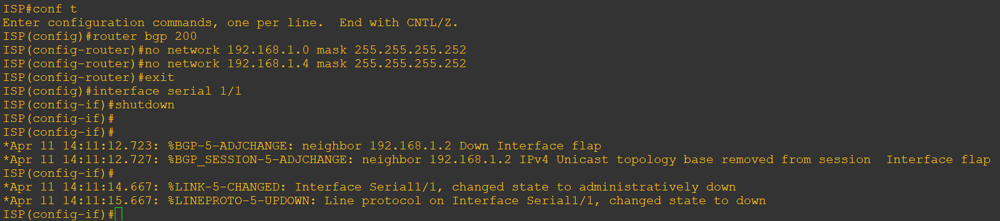 ISP#conf t
Enter configuration commands, one per line.  End with CNTL/Z.
ISP(config)#router bgp 200
ISP(config-router)#no network 192.168.1.0 mask 255.255.255.252
ISP(config-router)#no network 192.168.1.4 mask 255.255.255.252
ISP(config-router)#exit
ISP(config)#interface serial 1/1
ISP(config-if)#shutdown
ISP(config-if)#
ISP(config-if)#
*Apr 11 14:11:12.723: %BGP-5-ADJCHANGE: neighbor 192.168.1.2 Down Interface flap
*Apr 11 14:11:12.727: %BGP_SESSION-5-ADJCHANGE: neighbor 192.168.1.2 IPv4 Unicast topology base removed from session  Interface flap
ISP(config-if)#
*Apr 11 14:11:14.667: %LINK-5-CHANGED: Interface Serial1/1, changed state to administratively down
*Apr 11 14:11:15.667: %LINEPROTO-5-UPDOWN: Line protocol on Interface Serial1/1, changed state to down
ISP(config-if)#